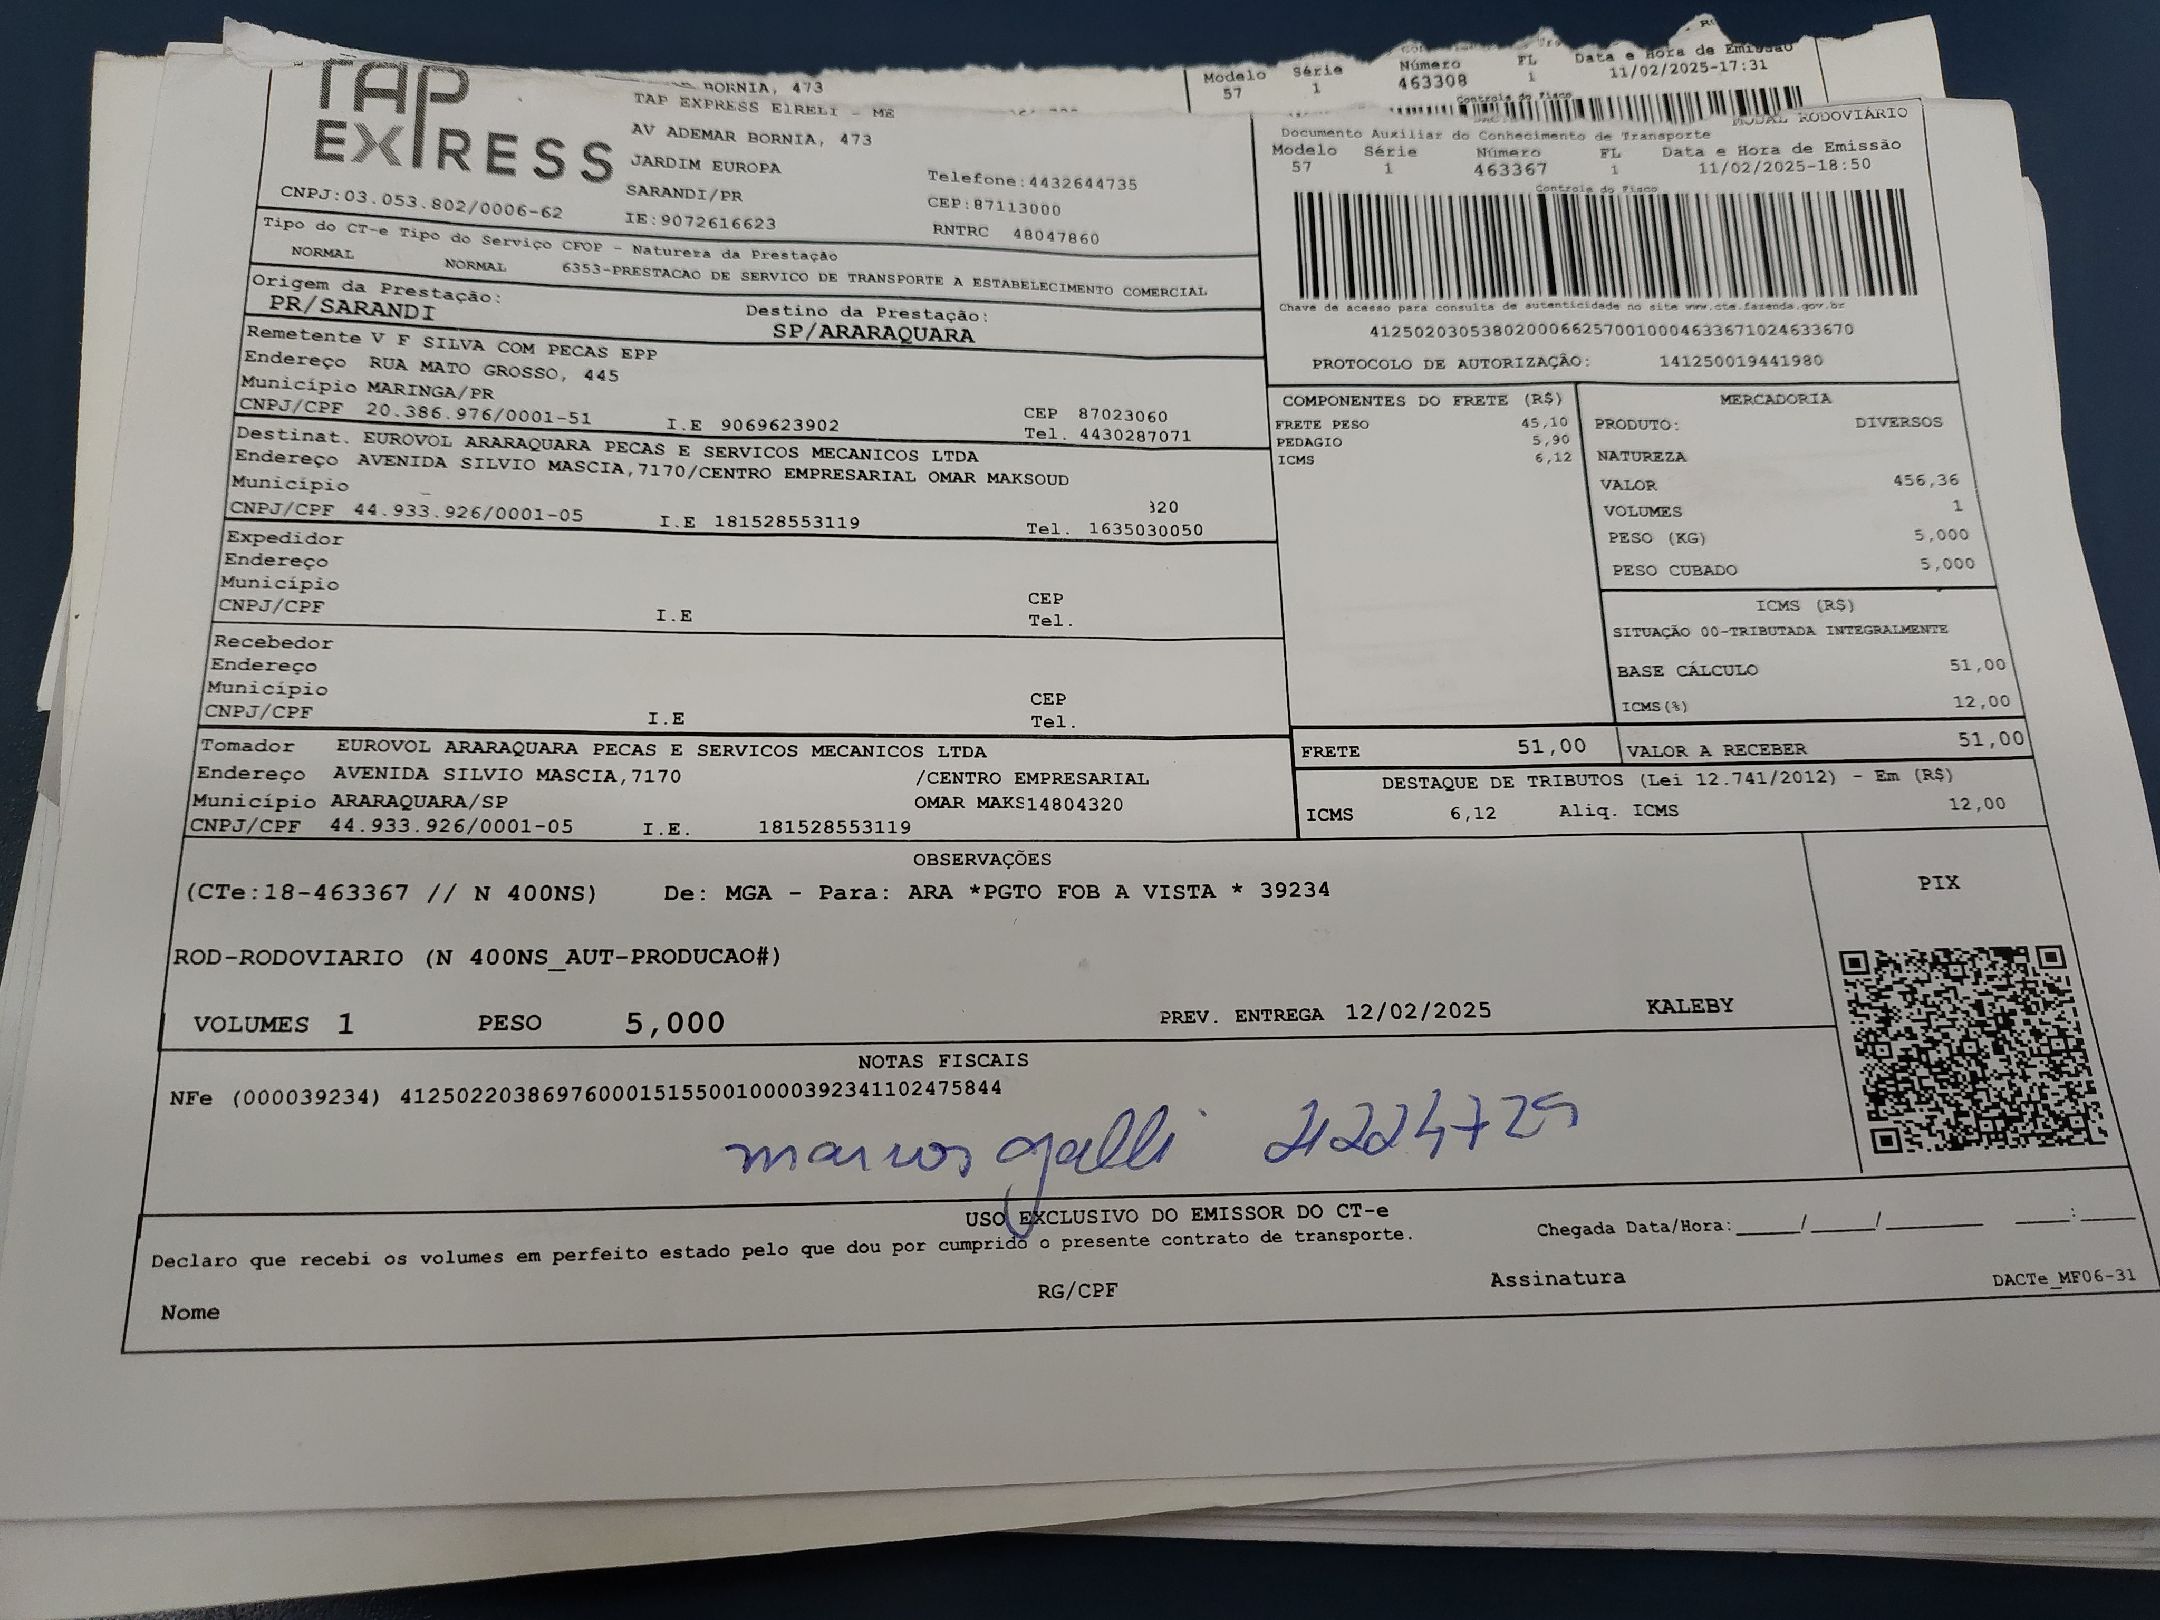 BORNIA, 473
Modelo Série Número FL Data e Hora de Emissão
57 1 463308 1 11/02/2025-17:31
Controle do Fisco
TAP
EXPRESS
CNPJ:03.053.802/0006-62
TAP EXPRESS EIRELI - ME
AV ADEMAR BORNIA, 473
JARDIM EUROPA
SARANDI/PR
IE:9072616623
Telefone:4432644735
CEP:87113000
RNTRC 48047860
MODAL RODOVIÁRIO
Documento Auxiliar do Conhecimento de Transporte
Modelo Série Número FL Data e Hora de Emissão
57 1 463367 1 11/02/2025-18:50
Controle do Fisco
Chave de acesso para consulta de autenticidade no site www.cte.fazenda.gov.br
41250203053802000662570010004633671024633670
PROTOCOLO DE AUTORIZAÇÃO: 141250019441980
Tipo do CT-e Tipo do Serviço CFOP - Natureza da Prestação
NORMAL NORMAL 6353-PRESTACAO DE SERVICO DE TRANSPORTE A ESTABELECIMENTO COMERCIAL
Origem da Prestação: Destino da Prestação:
PR/SARANDI SP/ARARAQUARA
Remetente V F SILVA COM PECAS EPP
Endereço RUA MATO GROSSO, 445
Município MARINGA/PR CEP 87023060
CNPJ/CPF 20.386.976/0001-51 I.E 9069623902 Tel. 4430287071
Destinat. EUROVOL ARARAQUARA PECAS E SERVICOS MECANICOS LTDA
Endereço AVENIDA SILVIO MASCIA,7170/CENTRO EMPRESARIAL OMAR MAKSOUD
Município 320
CNPJ/CPF 44.933.926/0001-05 I.E 181528553119 Tel. 1635030050
Expedidor
Endereço
Município CEP
CNPJ/CPF I.E Tel.
Recebedor
Endereço
Município CEP
CNPJ/CPF I.E Tel.
Tomador EUROVOL ARARAQUARA PECAS E SERVICOS MECANICOS LTDA
Endereço AVENIDA SILVIO MASCIA,7170 /CENTRO EMPRESARIAL
Município ARARAQUARA/SP OMAR MAKS14804320
CNPJ/CPF 44.933.926/0001-05 I.E. 181528553119
COMPONENTES DO FRETE (R$)
FRETE PESO 45,10
PEDAGIO 5,90
ICMS 6,12
MERCADORIA
PRODUTO: DIVERSOS
NATUREZA
VALOR 456,36
VOLUMES 1
PESO (KG) 5,000
PESO CUBADO 5,000
ICMS (R$)
SITUAÇÃO 00-TRIBUTADA INTEGRALMENTE
BASE CÁLCULO 51,00
ICMS(%) 12,00
FRETE 51,00 VALOR A RECEBER 51,00
DESTAQUE DE TRIBUTOS (Lei 12.741/2012) - Em (R$)
ICMS 6,12 Aliq. ICMS 12,00
OBSERVAÇÕES
(CTe:18-463367 // N 400NS) De: MGA - Para: ARA *PGTO FOB A VISTA * 39234
ROD-RODOVIARIO (N 400NS_AUT-PRODUCAO#)
VOLUMES 1 PESO 5,000 PREV. ENTREGA 12/02/2025 KALEBY
PIX
NOTAS FISCAIS
NFe (000039234) 41250220386976000151550010000392341102475844
marcos galli
USO EXCLUSIVO DO EMISSOR DO CT-e
Declaro que recebi os volumes em perfeito estado pelo que dou por cumprido o presente contrato de transporte. Chegada Data/Hora:_____/_____/________ ____:____
Nome RG/CPF Assinatura DACTe_MF06-31